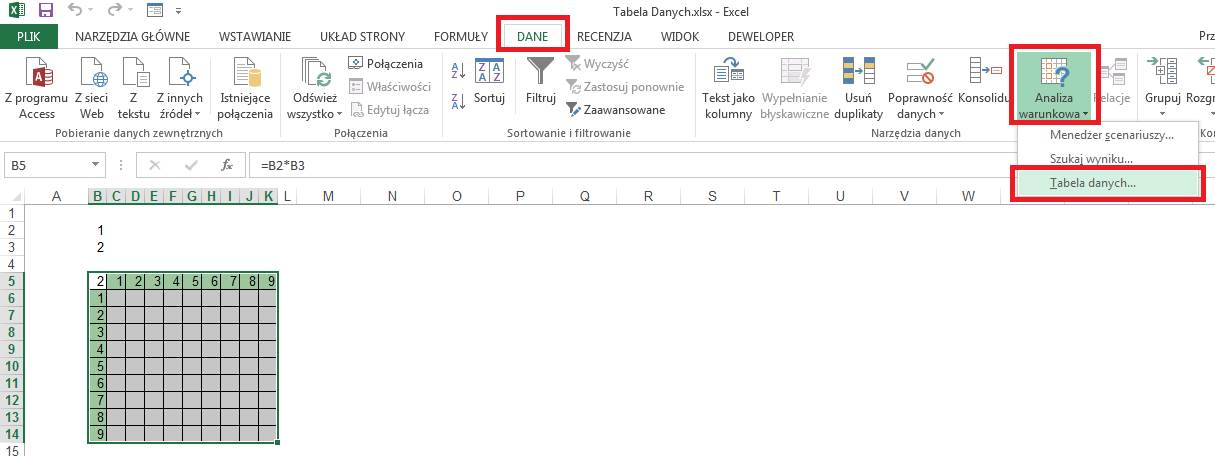 Tabela Danych.xlsx - Excel
PLIK NARZĘDZIA GŁÓWNE WSTAWIANIE UKŁAD STRONY FORMUŁY DANE RECENZJA WIDOK DEWELOPER
Z programu Access
Z sieci Web
Z tekstu
Z innych źródeł
Istniejące połączenia
Pobieranie danych zewnętrznych
Odśwież wszystko
Połączenia
Właściwości
Edytuj łącza
Połączenia
Sortuj
Filtruj
Wyczyść
Zastosuj ponownie
Zaawansowane
Sortowanie i filtrowanie
Tekst jako kolumny
Wypełnianie błyskawiczne
Usuń duplikaty
Poprawność danych
Konsolidu
Analiza warunkowa
Relacje
Grupuj
Narzędzia danych
Menedżer scenariuszy...
Szukaj wyniku...
Tabela danych...
B5 fx =B2*B3
A B C D E F G H I J K L M N O P Q R S T U V W
1
2 1
3 2
4
5 2 1 2 3 4 5 6 7 8 9
6 1
7 2
8 3
9 4
10 5
11 6
12 7
13 8
14 9
15